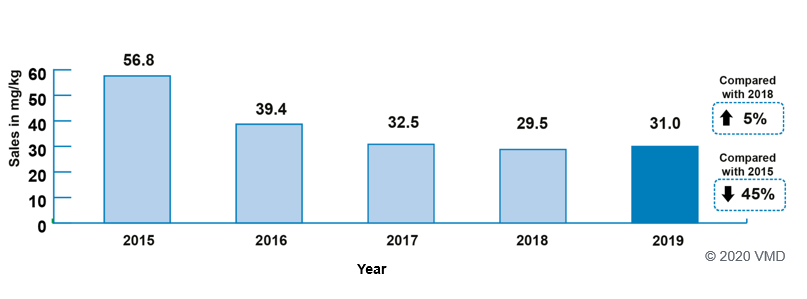 56.8
39.4
32.5
29.5
31.0
Compared
with 2018
5%
Compared
with 2015
45%
Sales in mg/kg
60
50
40
30
20
10
0
2015
2016
2017
2018
2019
Year
© 2020 VMD